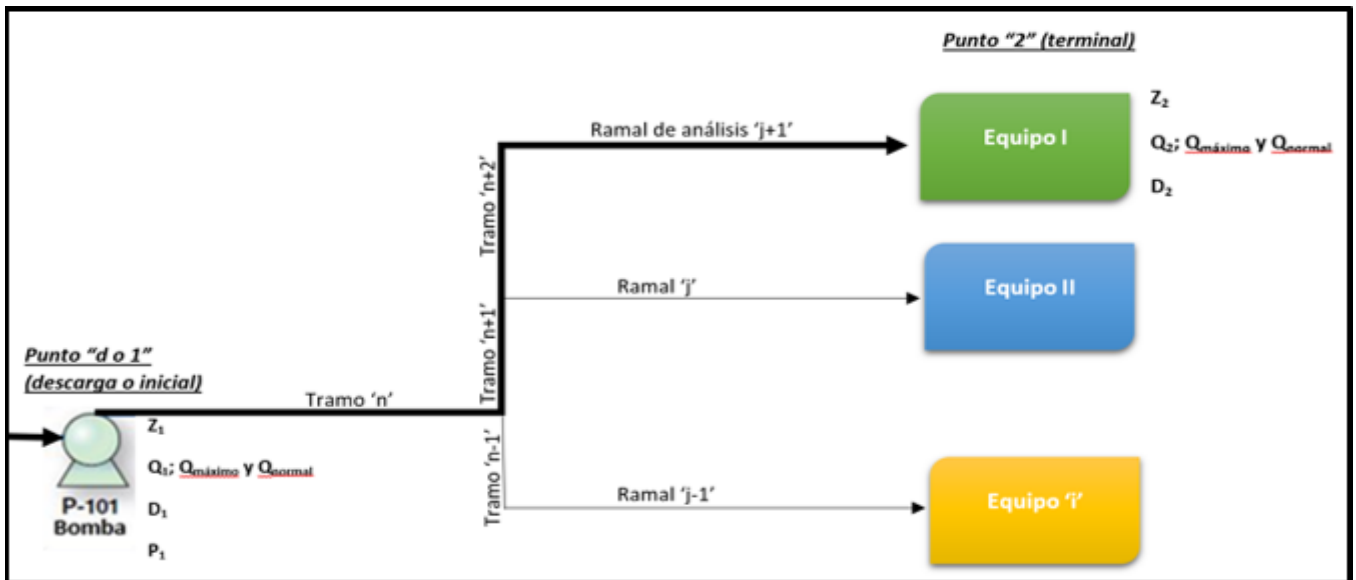 Punto "2" (terminal)
Z₂
Ramal de análisis 'j+1'
Equipo I
Q₂; Qmáximo y Qnormal
D₂
Tramo 'n+2'
Ramal 'j'
Equipo II
Tramo 'n+1'
Punto "d o 1"
(descarga o inicial)
Tramo 'n'
Z₁
Q₁; Qmáximo y Qnormal
P-101
Bomba
D₁
P₁
Tramo 'n-1'
Ramal 'j-1'
Equipo 'i'